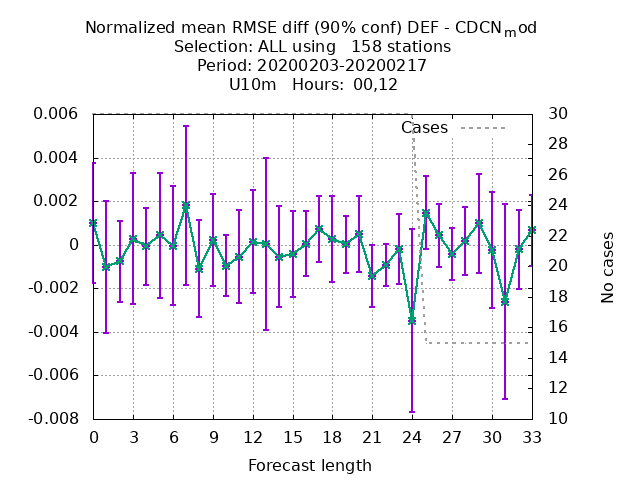 Normalized mean RMSE diff (90% conf) DEF - CDCNmod
Selection: ALL using   158 stations
Period: 20200203-20200217
U10m   Hours: 00,12
Cases
0.006
0.004
0.002
0
-0.002
-0.004
-0.006
-0.008
30
28
26
24
22
20
18
16
14
12
10
No cases
0 3 6 9 12 15 18 21 24 27 30 33
Forecast length